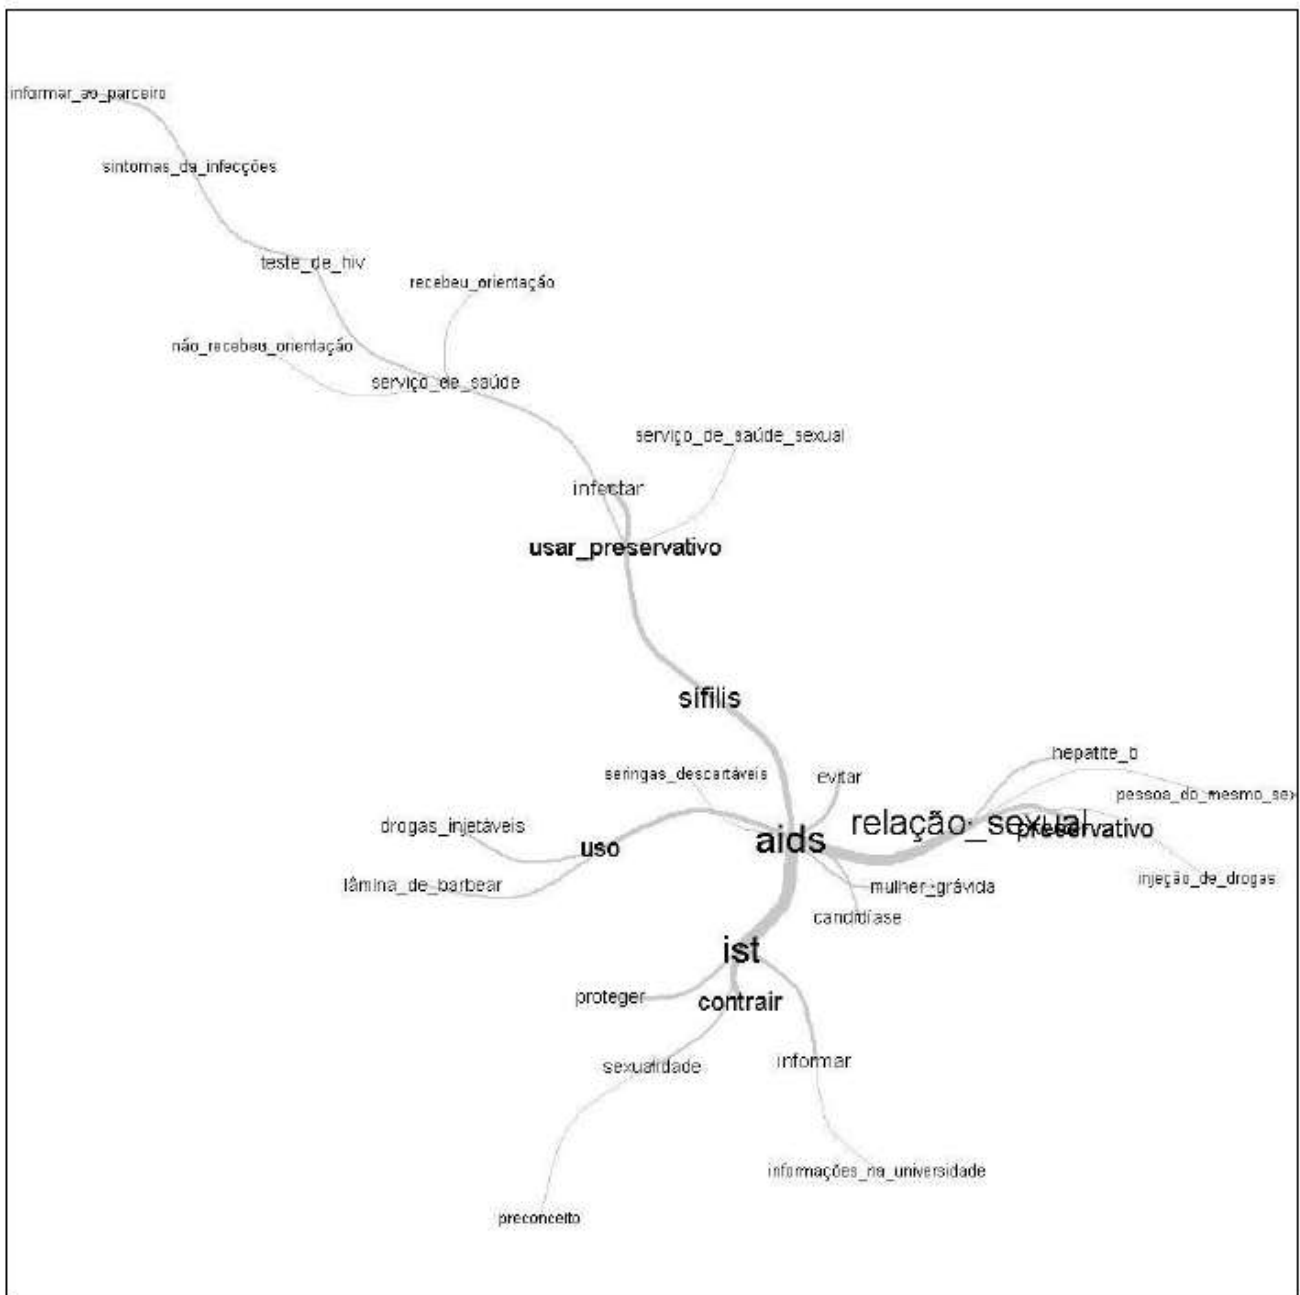 informar_ao_parceiro
sintomas_da_infecções
teste_de_hiv
recebeu_orientação
não_recebeu_orientação
serviço_de_saúde
serviço_de_saúde_sexual
infectar
usar_preservativo
sífilis
hepatite_b
seringas_descartáveis
evitar
pessoa_do_mesmo_sex
drogas_injetáveis
relação_sexual
preservativo
aids
uso
lâmina_de_barbear
mulher_grávida
injeção_de_drogas
candidíase
ist
proteger
contrair
sexualidade
informar
informações_na_universidade
preconceito